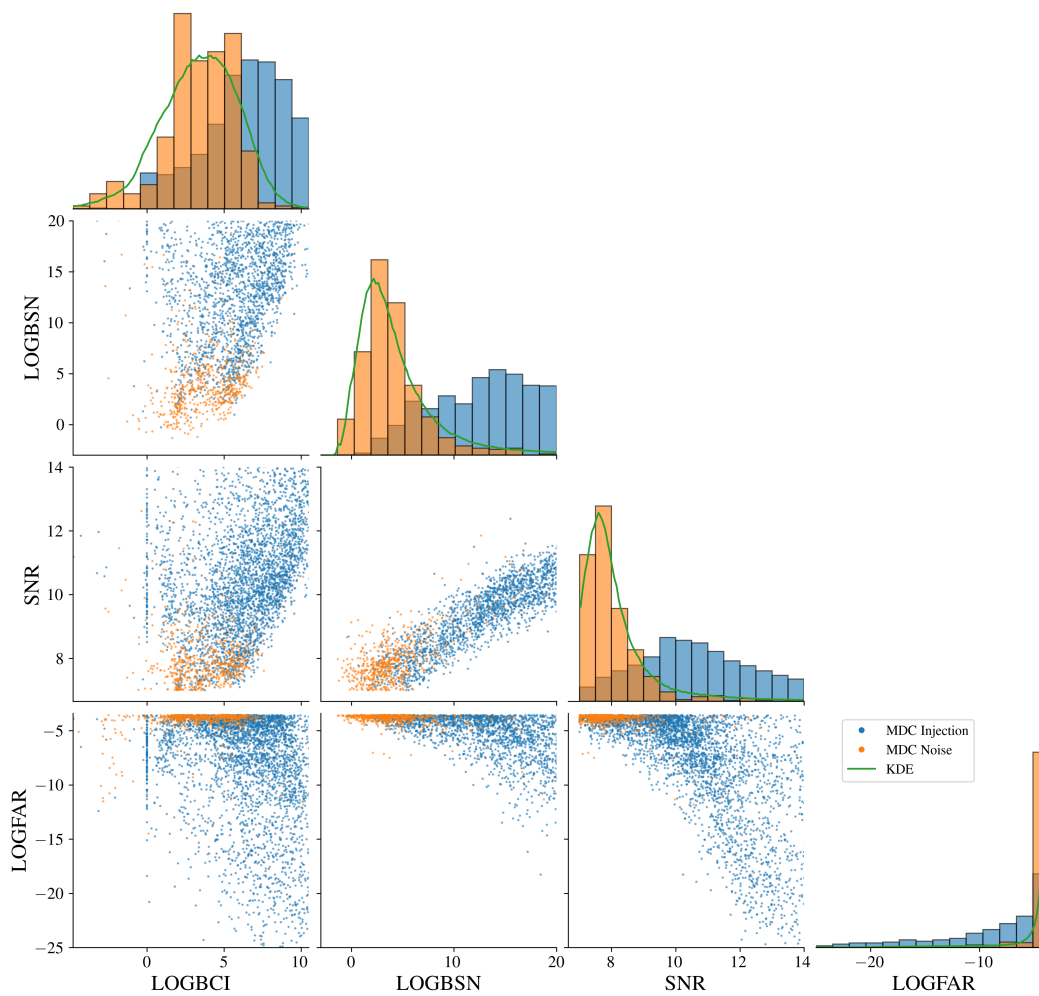 20
15
10
5
0
LOGBSN
14
12
10
8
SNR
MDC Injection
MDC Noise
KDE
−5
−10
−15
−20
−25
LOGFAR
0 5 10
0 10 20
8 10 12 14
−20 −10
LOGBCI LOGBSN SNR LOGFAR